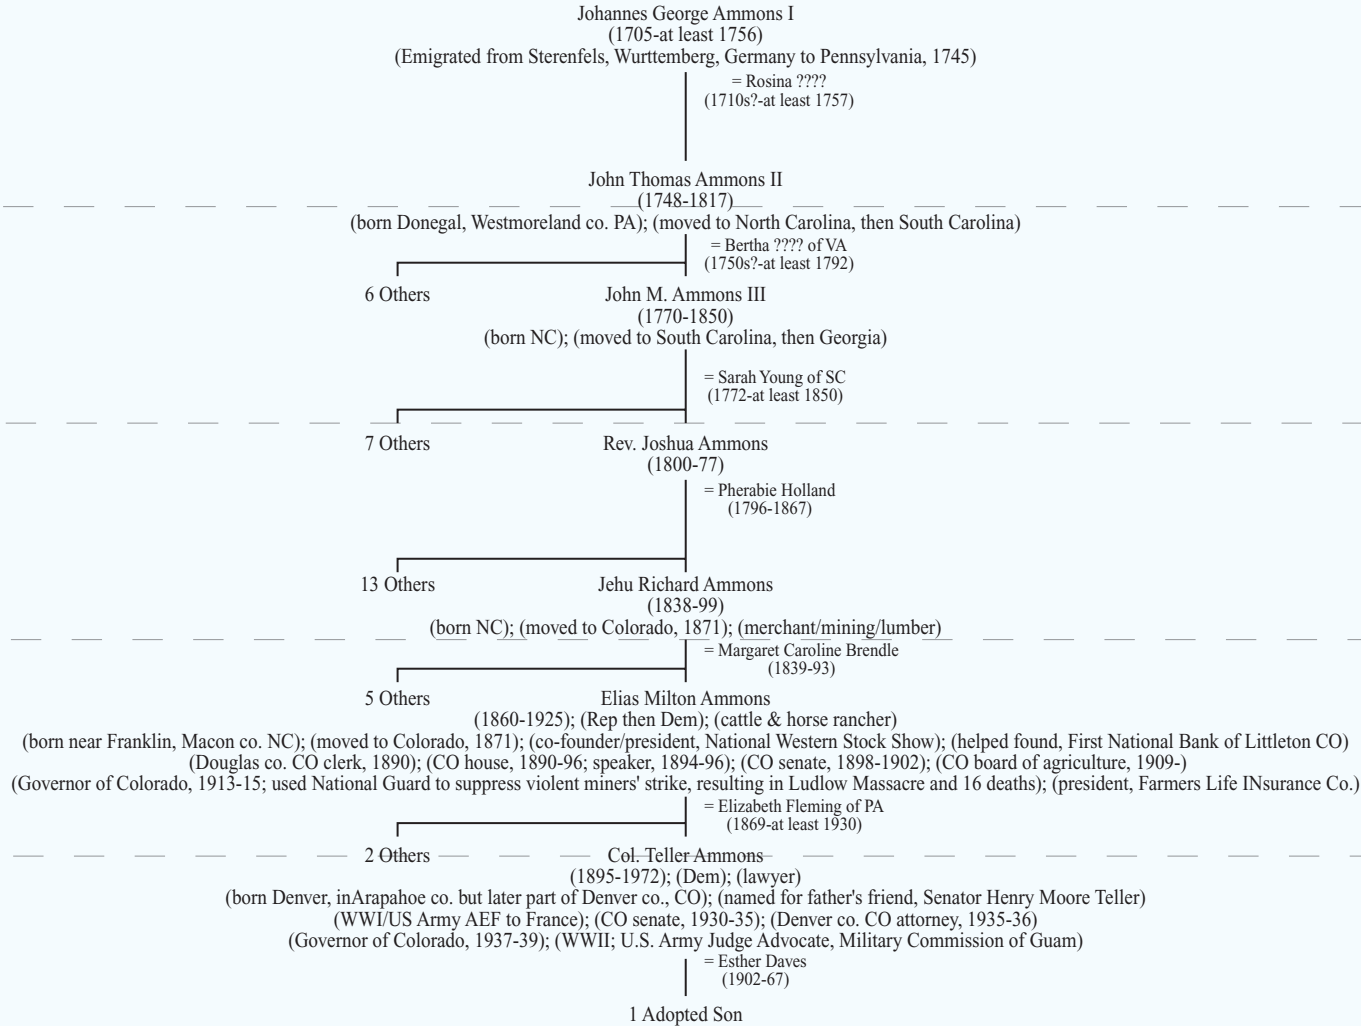 Johannes George Ammons I
(1705-at least 1756)
(Emigrated from Sterenfels, Wurttemberg, Germany to Pennsylvania, 1745)
= Rosina ????
(1710s?-at least 1757)
John Thomas Ammons II
(1748-1817)
(born Donegal, Westmoreland co. PA); (moved to North Carolina, then South Carolina)
= Bertha ???? of VA
(1750s?-at least 1792)
6 Others
John M. Ammons III
(1770-1850)
(born NC); (moved to South Carolina, then Georgia)
= Sarah Young of SC
(1772-at least 1850)
7 Others
Rev. Joshua Ammons
(1800-77)
= Pherabie Holland
(1796-1867)
13 Others
Jehu Richard Ammons
(1838-99)
(born NC); (moved to Colorado, 1871); (merchant/mining/lumber)
= Margaret Caroline Brendle
(1839-93)
5 Others
Elias Milton Ammons
(1860-1925); (Rep then Dem); (cattle & horse rancher)
(born near Franklin, Macon co. NC); (moved to Colorado, 1871); (co-founder/president, National Western Stock Show); (helped found, First National Bank of Littleton CO)
(Douglas co. CO clerk, 1890); (CO house, 1890-96; speaker, 1894-96); (CO senate, 1898-1902); (CO board of agriculture, 1909-)
(Governor of Colorado, 1913-15; used National Guard to suppress violent miners' strike, resulting in Ludlow Massacre and 16 deaths); (president, Farmers Life INsurance Co.)
= Elizabeth Fleming of PA
(1869-at least 1930)
2 Others
Col. Teller Ammons
(1895-1972); (Dem); (lawyer)
(born Denver, inArapahoe co. but later part of Denver co., CO); (named for father's friend, Senator Henry Moore Teller)
(WWI/US Army AEF to France); (CO senate, 1930-35); (Denver co. CO attorney, 1935-36)
(Governor of Colorado, 1937-39); (WWII; U.S. Army Judge Advocate, Military Commission of Guam)
= Esther Daves
(1902-67)
1 Adopted Son